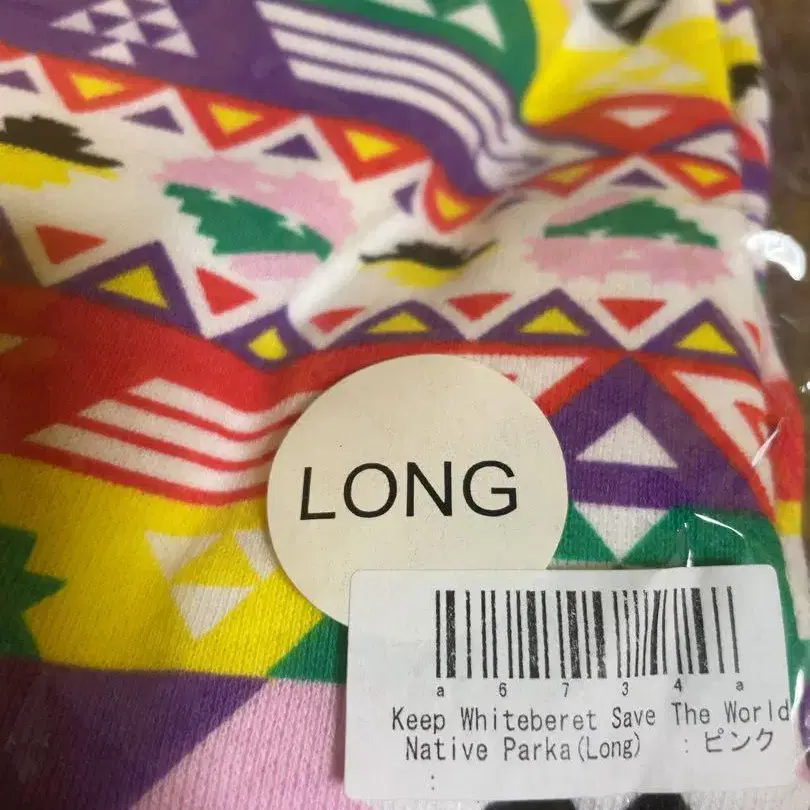 LONG
a 6 7 3 4 a
Keep Whiteberet Save The World
Native Parka(Long) : ピンク
: